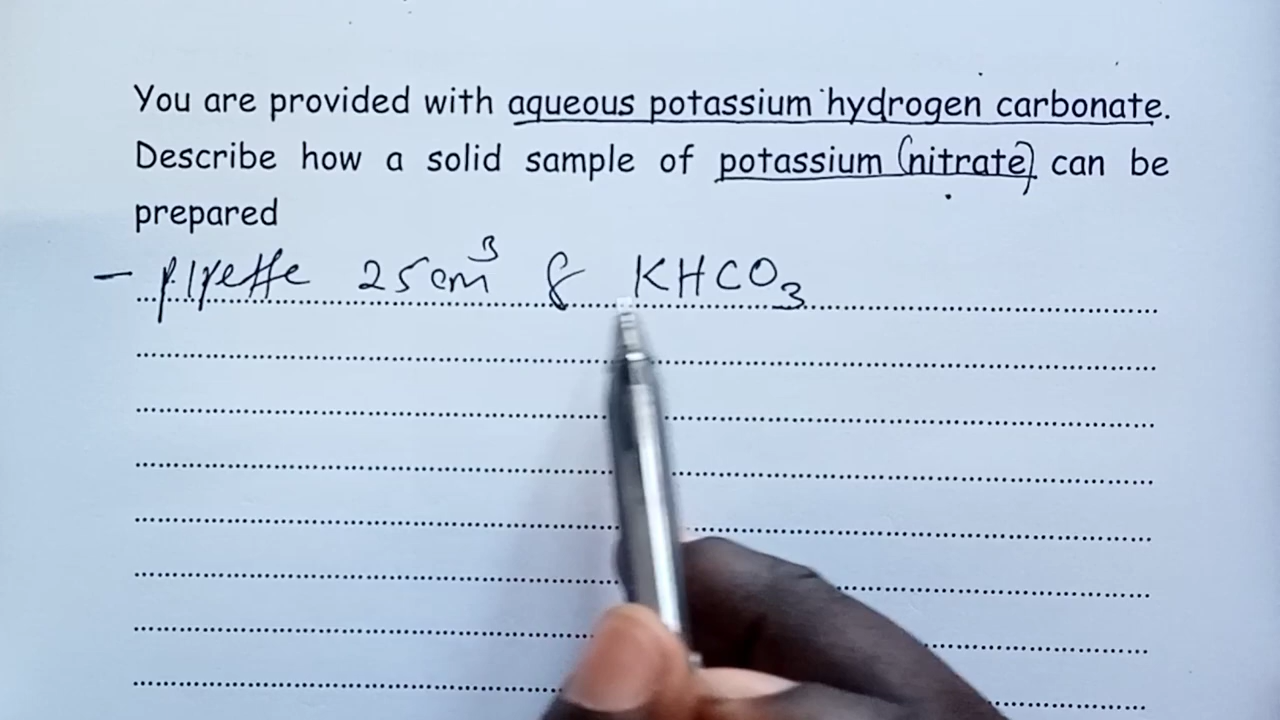 You are provided with aqueous potassium hydrogen carbonate.
Describe how a solid sample of potassium (nitrate) can be
prepared
- pipette 25cm³ of KHCO₃